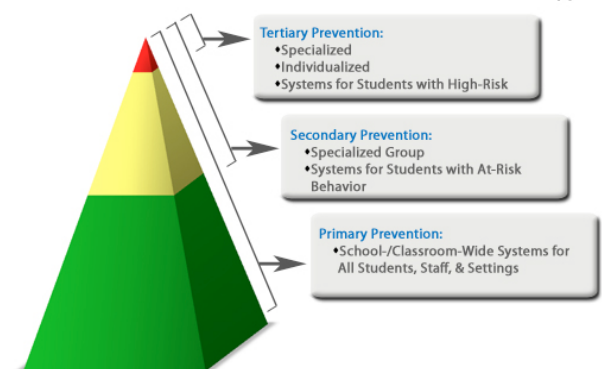 Tertiary Prevention:
♦Specialized
♦Individualized
♦Systems for Students with High-Risk
Secondary Prevention:
♦Specialized Group
♦Systems for Students with At-Risk
Behavior
Primary Prevention:
♦School-/Classroom-Wide Systems for
All Students, Staff, & Settings